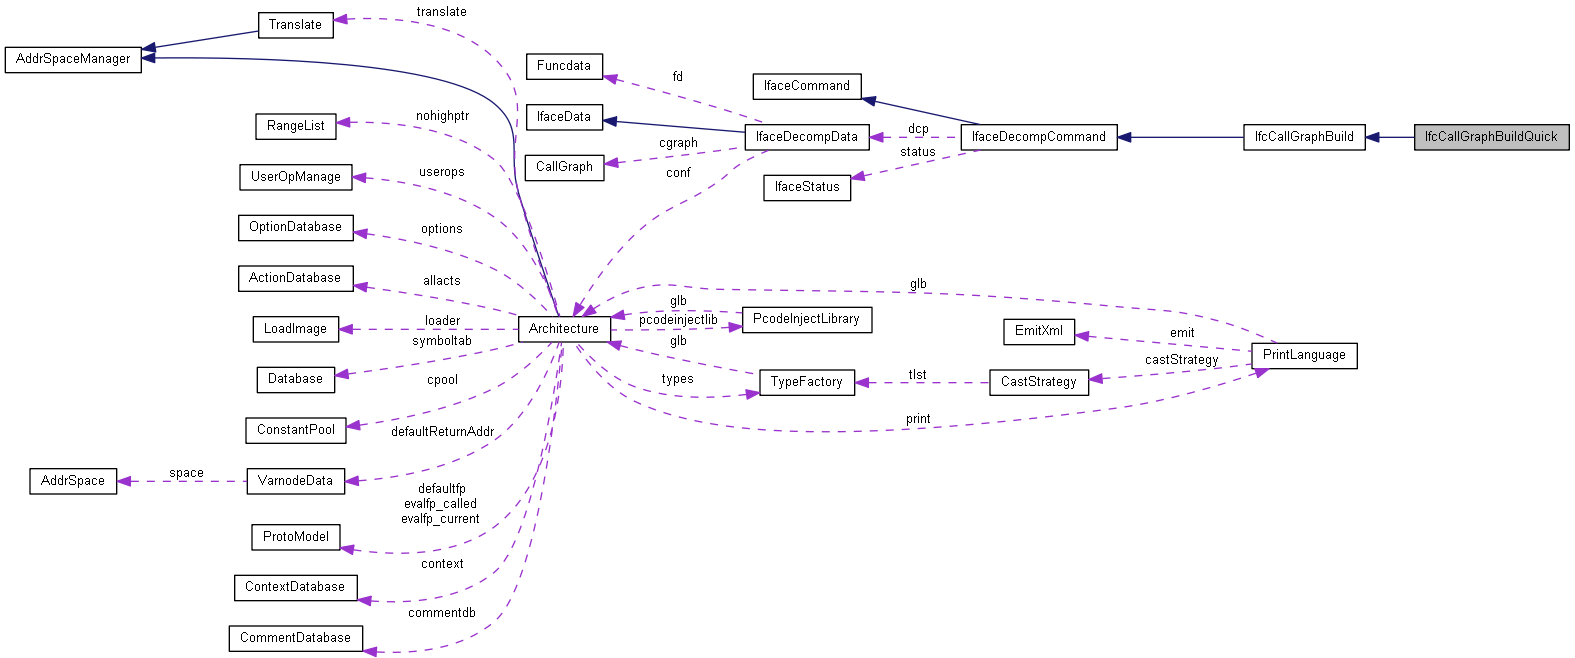 translate
Translate
AddrSpaceManager
Funcdata
fd
IfaceCommand
nohighptr
RangeList
IfaceData
IfaceDecompData
dcp
IfaceDecompCommand
IfcCallGraphBuild
IfcCallGraphBuildQuick
cgraph
status
userops
UserOpManage
CallGraph
conf
IfaceStatus
options
OptionDatabase
allacts
ActionDatabase
glb
glb
loader
LoadImage
Architecture
pcodeinjectlib
PcodeInjectLibrary
EmitXml
emit
symboltab
glb
castStrategy
PrintLanguage
Database
cpool
types
TypeFactory
tlst
CastStrategy
print
ConstantPool
defaultReturnAddr
AddrSpace
space
VarnodeData
defaultfp
evalfp_called
evalfp_current
ProtoModel
context
ContextDatabase
commentdb
CommentDatabase